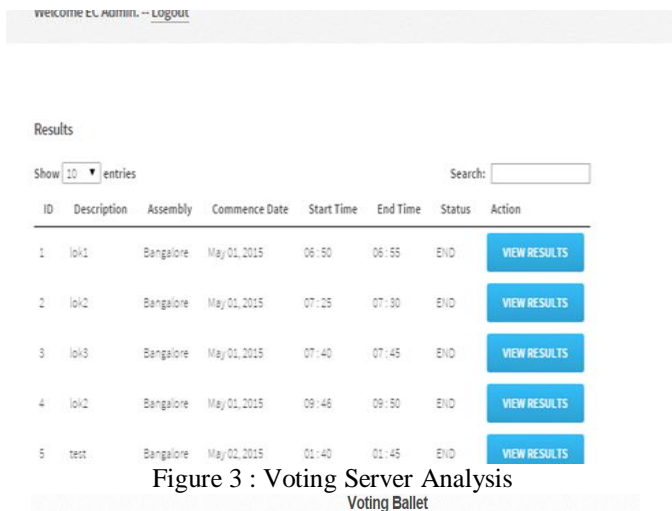 Welcome EC Admin. -- Logout
Results
Show 10 entries Search:
ID Description Assembly Commence Date Start Time End Time Status Action
1 lok1 Bangalore May 01, 2015 06:50 06:55 END VIEW RESULTS
2 lok2 Bangalore May 01, 2015 07:25 07:30 END VIEW RESULTS
3 lok3 Bangalore May 01, 2015 07:40 07:45 END VIEW RESULTS
4 lok2 Bangalore May 01, 2015 09:46 09:50 END VIEW RESULTS
5 test Bangalore May 02, 2015 01:40 01:45 END VIEW RESULTS
Figure 3 : Voting Server Analysis
Voting Ballet